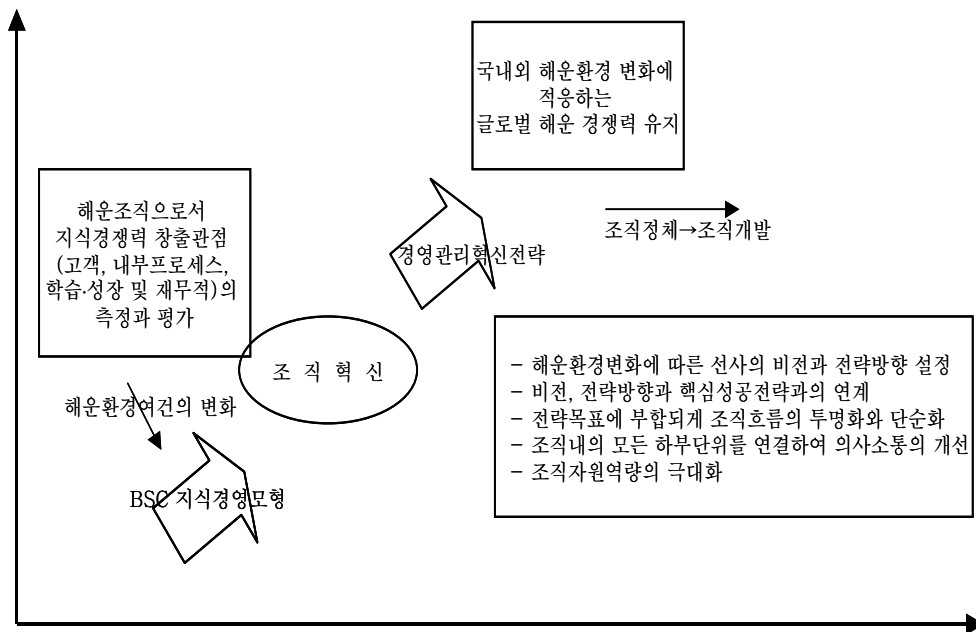 국내외 해운환경 변화에
적응하는
글로벌 해운 경쟁력 유지
해운조직으로서
지식경쟁력 창출관점
(고객, 내부프로세스,
학습·성장 및 재무적)의
측정과 평가
조직정체→조직개발
경영관리혁신전략
조 직 혁 신
해운환경여건의 변화
BSC 지식경영모형
- 해운환경변화에 따른 선사의 비전과 전략방향 설정
- 비전, 전략방향과 핵심성공전략과의 연계
- 전략목표에 부합되게 조직흐름의 투명화와 단순화
- 조직내의 모든 하부단위를 연결하여 의사소통의 개선
- 조직자원역량의 극대화